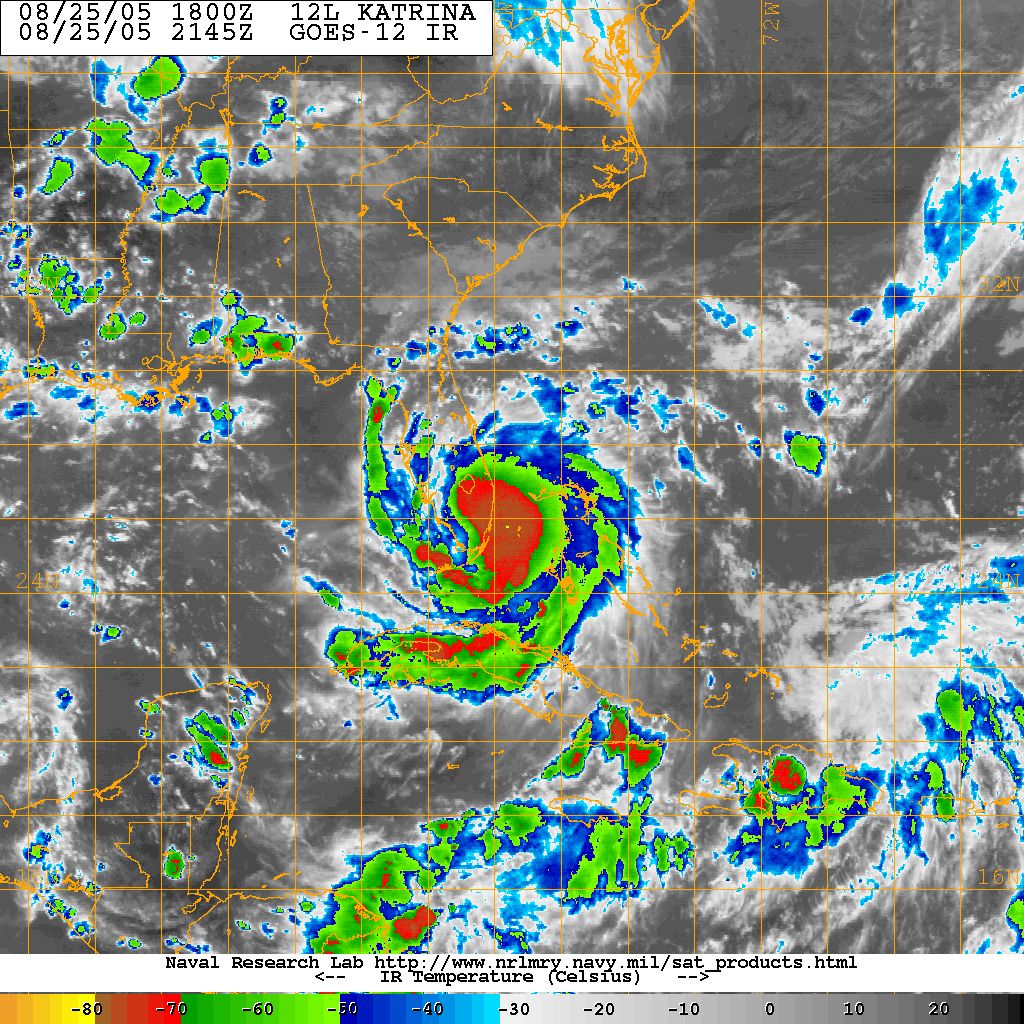 08/25/05 1800Z 12L KATRINA
08/25/05 2145Z GOES-12 IR
72W
32N
24N
24N
16N
16N
Naval Research Lab http://www.nrlmry.navy.mil/sat_products.html
<-- IR Temperature (Celsius) -->
-80 -70 -60 -50 -40 -30 -20 -10 0 10 20